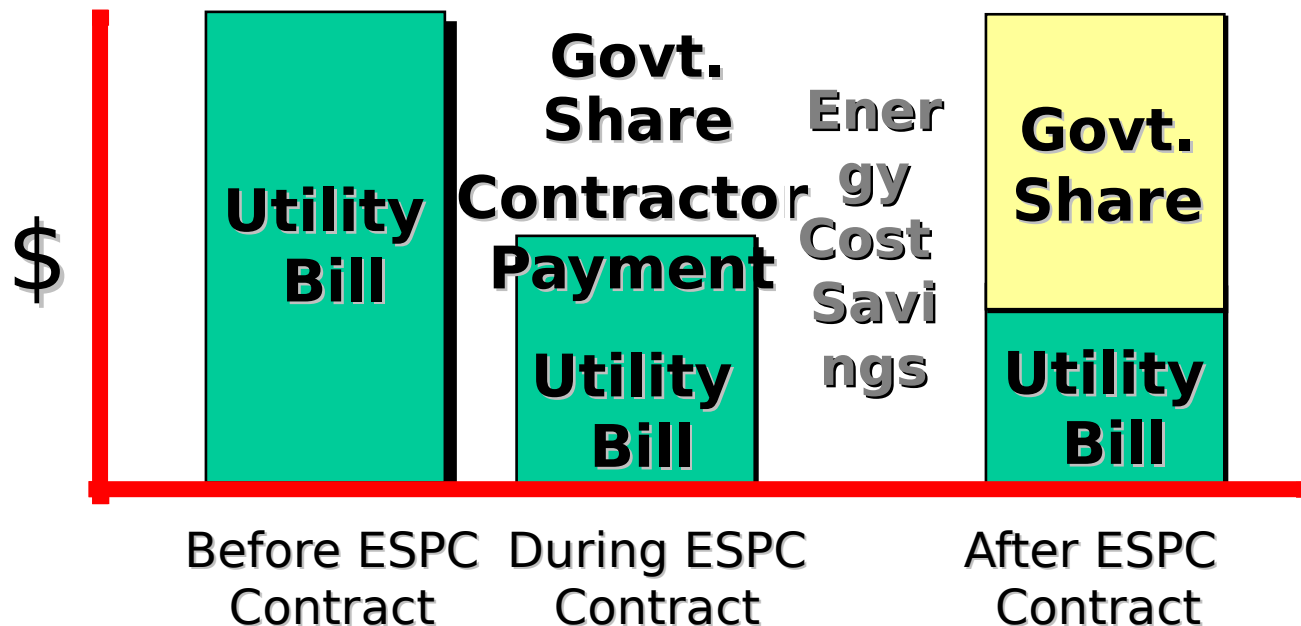 $
Utility
Bill
Govt.
Share
Contractor
Payment
Utility
Bill
Ener
gy
Cost
Savi
ngs
Govt.
Share
Utility
Bill
Before ESPC
Contract
During ESPC
Contract
After ESPC
Contract